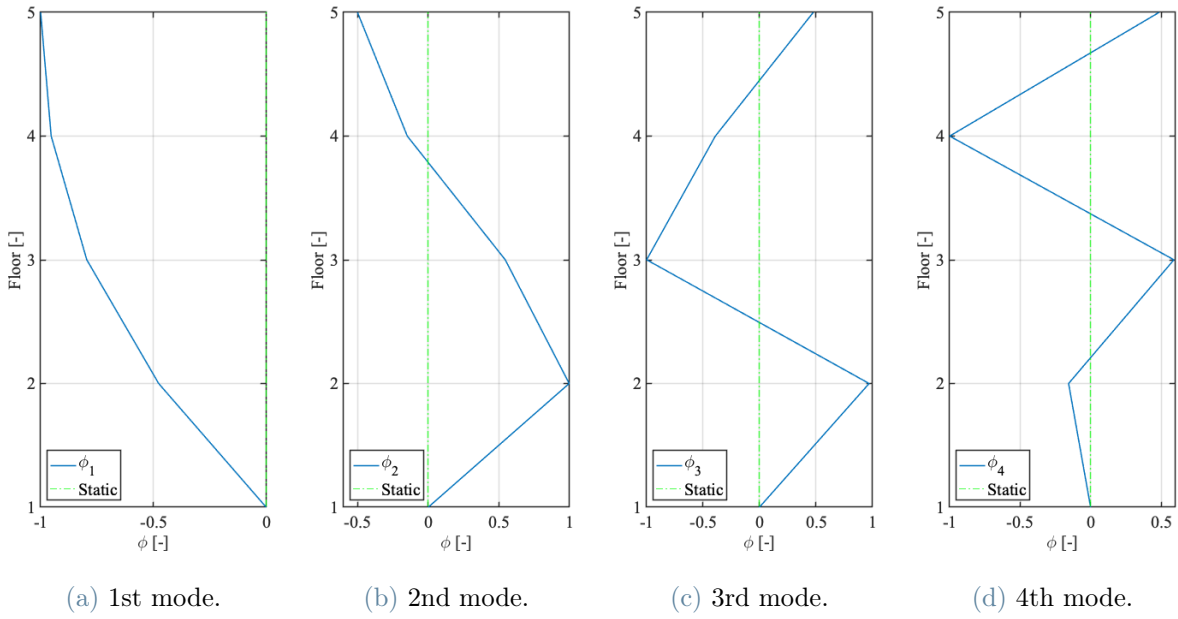 5
4
3
2
1
Floor [-]
-1
-0.5
0
ϕ [-]
ϕ1
Static
5
4
3
2
1
Floor [-]
-0.5
0
0.5
1
ϕ [-]
ϕ2
Static
5
4
3
2
1
Floor [-]
-1
-0.5
0
0.5
1
ϕ [-]
ϕ3
Static
5
4
3
2
1
Floor [-]
-1
-0.5
0
0.5
ϕ [-]
ϕ4
Static
(a) 1st mode.
(b) 2nd mode.
(c) 3rd mode.
(d) 4th mode.